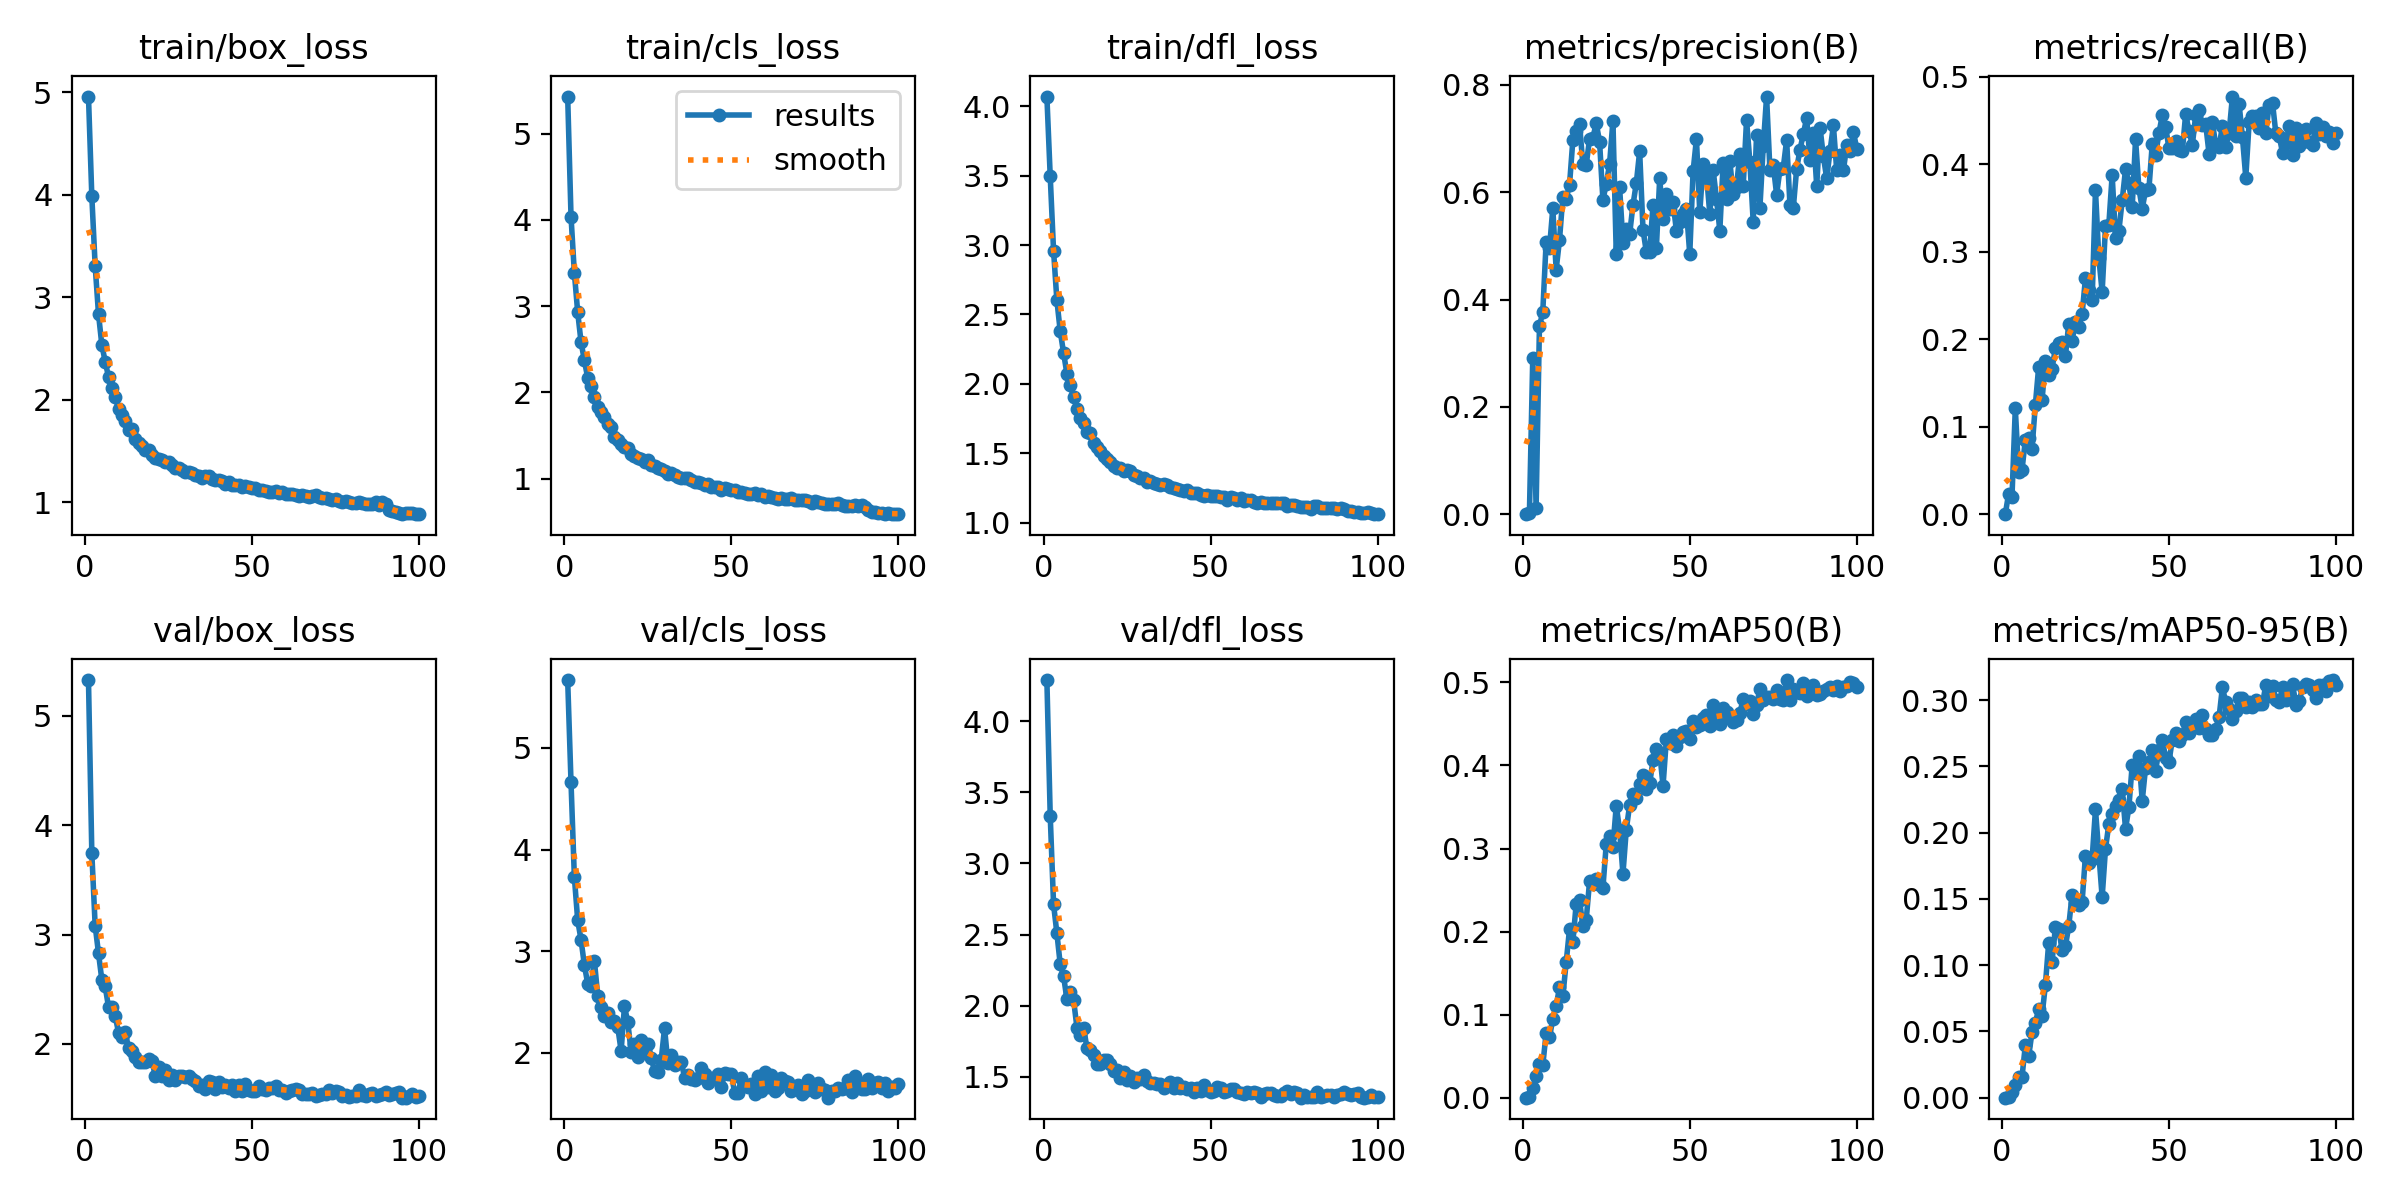 train/box_loss
5
4
3
2
1
0 50 100
train/cls_loss
results
smooth
5
4
3
2
1
0 50 100
train/dfl_loss
4.0
3.5
3.0
2.5
2.0
1.5
1.0
0 50 100
metrics/precision(B)
0.8
0.6
0.4
0.2
0.0
0 50 100
metrics/recall(B)
0.5
0.4
0.3
0.2
0.1
0.0
0 50 100
val/box_loss
5
4
3
2
0 50 100
val/cls_loss
5
4
3
2
0 50 100
val/dfl_loss
4.0
3.5
3.0
2.5
2.0
1.5
0 50 100
metrics/mAP50(B)
0.5
0.4
0.3
0.2
0.1
0.0
0 50 100
metrics/mAP50-95(B)
0.30
0.25
0.20
0.15
0.10
0.05
0.00
0 50 100